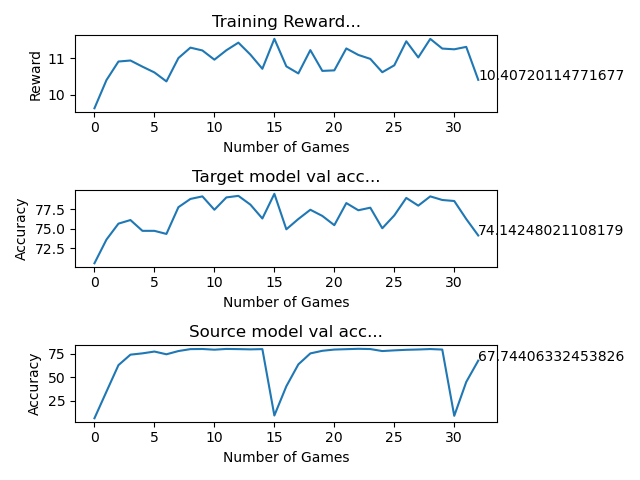 Training Reward...
Reward
11
10
10.40720114771677
0 5 10 15 20 25 30
Number of Games
Target model val acc...
Accuracy
77.5
75.0
72.5
74.14248021108179
0 5 10 15 20 25 30
Number of Games
Source model val acc...
Accuracy
75
50
25
67.74406332453826
0 5 10 15 20 25 30
Number of Games